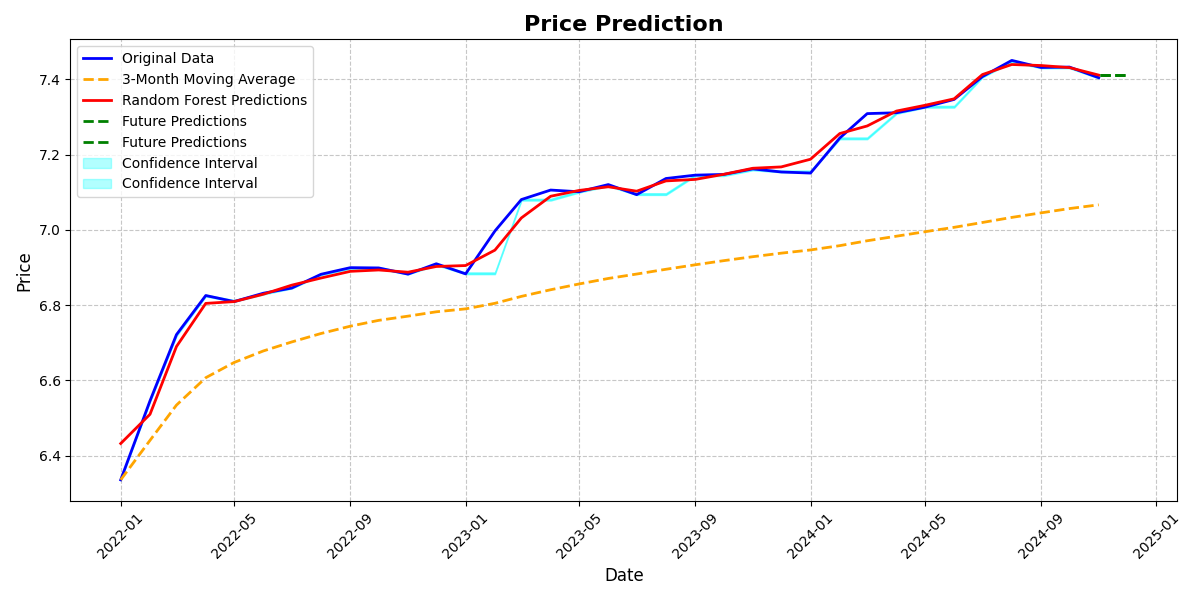 Price Prediction
Original Data
3-Month Moving Average
Random Forest Predictions
Future Predictions
Future Predictions
Confidence Interval
Confidence Interval
Price
7.4
7.2
7.0
6.8
6.6
6.4
2022-01
2022-05
2022-09
2023-01
2023-05
2023-09
2024-01
2024-05
2024-09
2025-01
Date